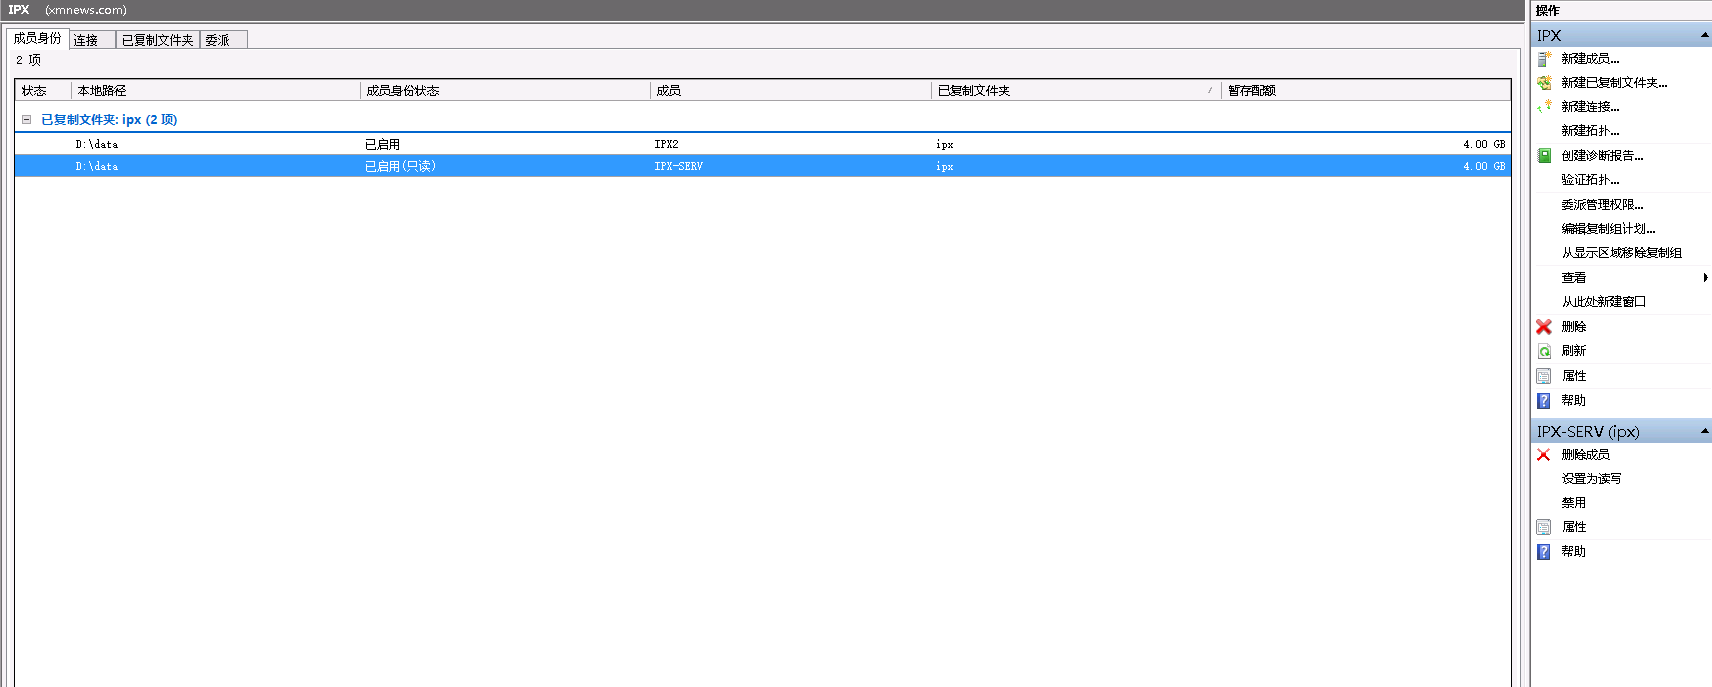 IPX (xmnews.com)
成员身份 连接 已复制文件夹 委派
2 项
状态 本地路径 成员身份状态 成员 已复制文件夹 暂存配额
已复制文件夹: ipx (2 项)
D:\data 已启用 IPX2 ipx 4.00 GB
D:\data 已启用(只读) IPX-SERV ipx 4.00 GB
操作
IPX
新建成员...
新建已复制文件夹...
新建连接...
新建拓扑...
创建诊断报告...
验证拓扑...
委派管理权限...
编辑复制组计划...
从显示区域移除复制组
查看
从此处新建窗口
删除
刷新
属性
帮助
IPX-SERV (ipx)
删除成员
设置为读写
禁用
属性
帮助